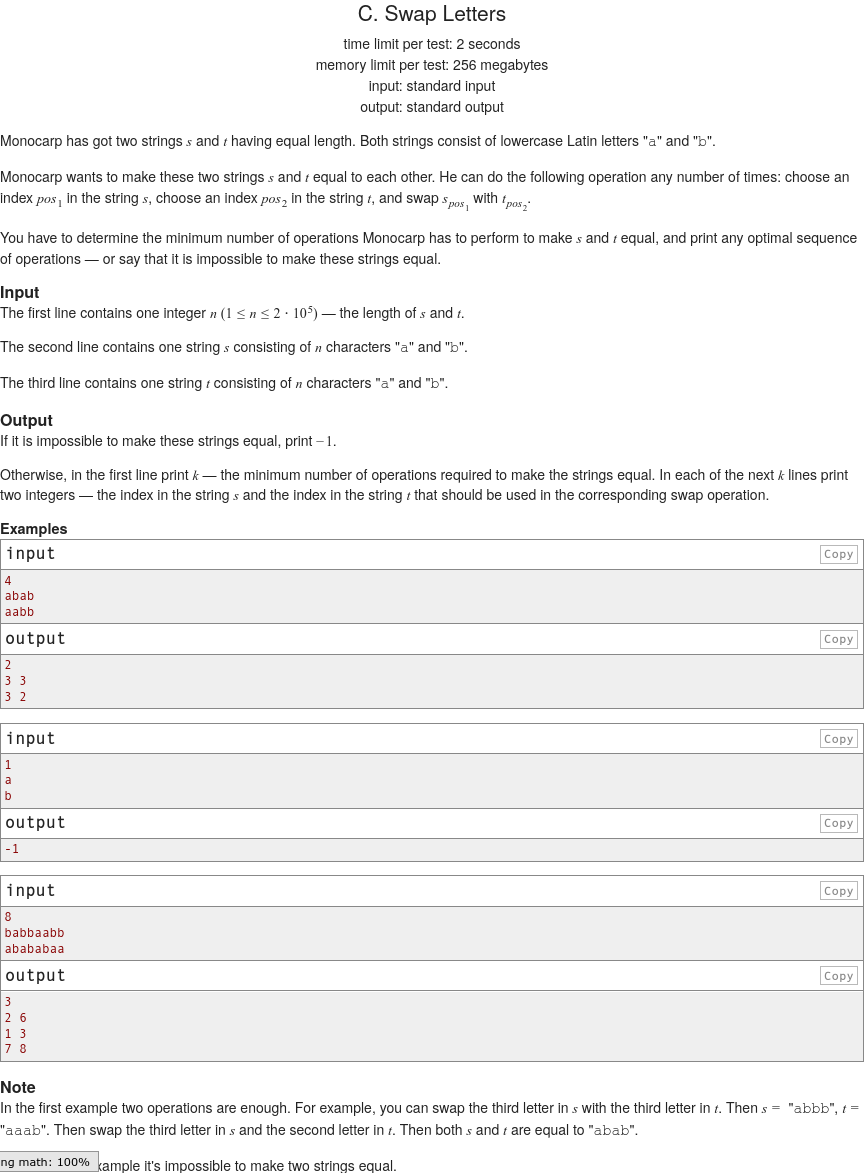 C. Swap Letters
time limit per test: 2 seconds
memory limit per test: 256 megabytes
input: standard input
output: standard output
Monocarp has got two strings s and t having equal length. Both strings consist of lowercase Latin letters "a" and "b".
Monocarp wants to make these two strings s and t equal to each other. He can do the following operation any number of times: choose an
index pos1 in the string s, choose an index pos2 in the string t, and swap spos1 with tpos2.
You have to determine the minimum number of operations Monocarp has to perform to make s and t equal, and print any optimal sequence
of operations — or say that it is impossible to make these strings equal.
Input
The first line contains one integer n (1 ≤ n ≤ 2 · 10^5) — the length of s and t.
The second line contains one string s consisting of n characters "a" and "b".
The third line contains one string t consisting of n characters "a" and "b".
Output
If it is impossible to make these strings equal, print −1.
Otherwise, in the first line print k — the minimum number of operations required to make the strings equal. In each of the next k lines print
two integers — the index in the string s and the index in the string t that should be used in the corresponding swap operation.
Examples
input Copy
4
abab
aabb
output Copy
2
3 3
3 2
input Copy
1
a
b
output Copy
-1
input Copy
8
babbaabb
abababaa
output Copy
3
2 6
1 3
7 8
Note
In the first example two operations are enough. For example, you can swap the third letter in s with the third letter in t. Then s = "abbb", t =
"aaab". Then swap the third letter in s and the second letter in t. Then both s and t are equal to "abab".
ng math: 100% xample it's impossible to make two strings equal.